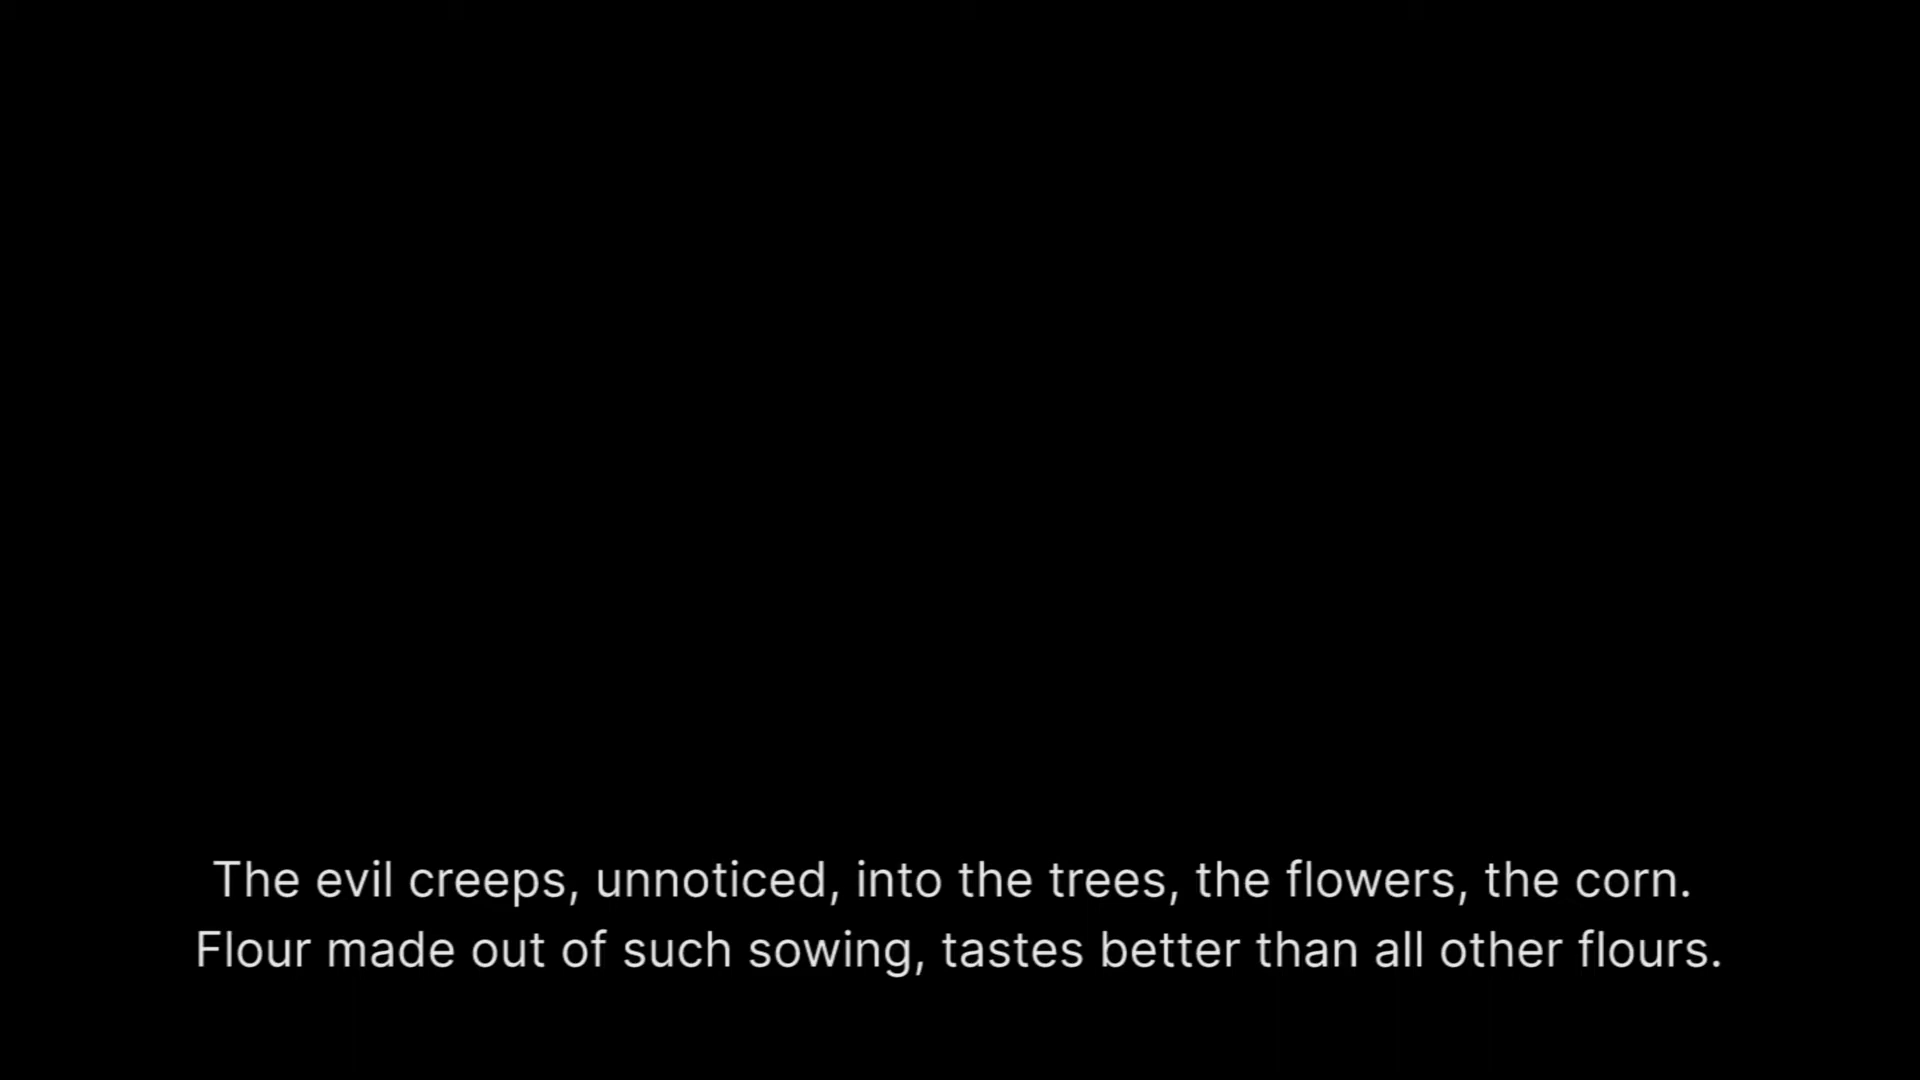 The evil creeps, unnoticed, into the trees, the flowers, the corn.
Flour made out of such sowing, tastes better than all other flours.